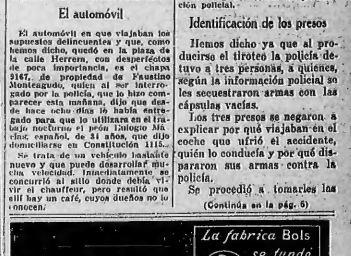 El automóvil
El automóvil en que viajaban los
supuestos delincuentes y que, como
hemos dicho, quedó en la plaza de
la calle Herrera, con desperfectos
de poca importancia, es el chapa
9167, de propiedad de Faustino
Monteagudo, quien al ser interro-
gado por la policía, que lo hizo com-
parecer esta mañana, dijo que des-
de hace ocho días lo había entre-
gado para que lo utilizara en el tra-
bajo nocturno el peón Eulogio Ma-
rías, español, de 31 años, que dijo
domiciliarse en Constitución 1115.
Se trata de un vehículo bastante
nuevo y que puede desarrollar mu-
cha velocidad. Inmediatamente se
concurrió al sitio donde debía vi-
vir el chauffeur, pero resultó que
allí hay un café, cuyos dueños no lo
conocen.
ción policial.
Identificación de los presos
Hemos dicho ya que al pro-
ducirse el tiroteo la policía de-
tuvo a tres personas, a quienes,
según la información policial se
les secuestraron armas con las
cápsulas vacías.
Los tres presos se negaron a
explicar por qué viajaban en el
coche que sufrió el accidente,
quién lo conducía y por qué dis-
pararon sus armas contra la
policía.
Se procedió a tomarles las
(Continúa en la pág. 6)
La fabrica Bols
se fundó